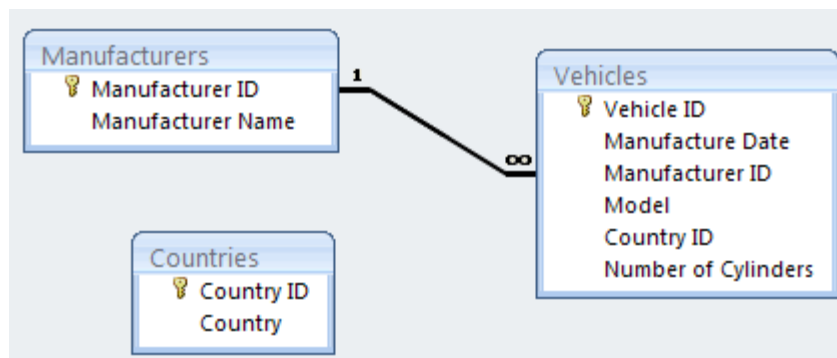 Manufacturers
Manufacturer ID
Manufacturer Name
1
∞
Vehicles
Vehicle ID
Manufacture Date
Manufacturer ID
Model
Country ID
Number of Cylinders
Countries
Country ID
Country